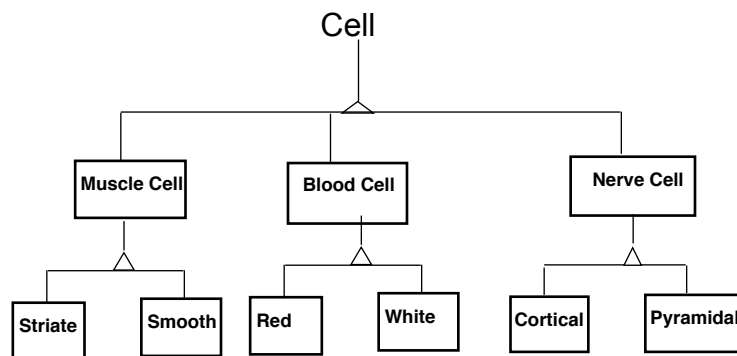 Cell
Muscle Cell
Blood Cell
Nerve Cell
Striate
Smooth
Red
White
Cortical
Pyramidal